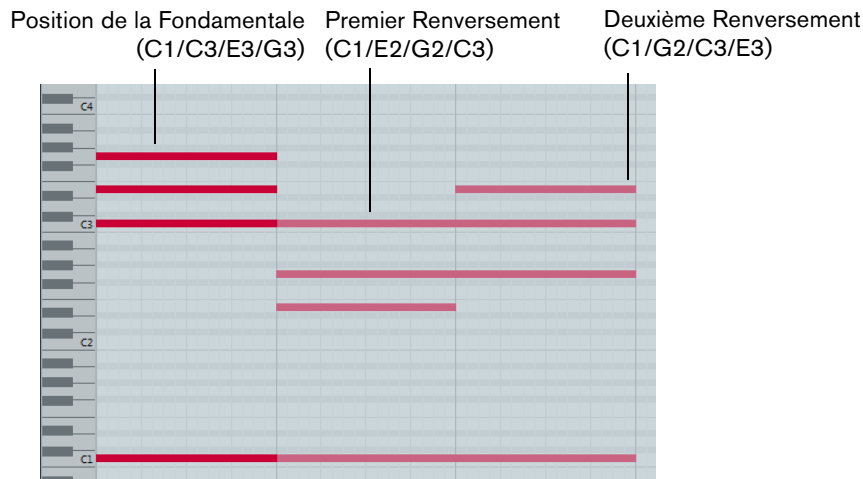 Position de la Fondamentale
(C1/C3/E3/G3)
Premier Renversement
(C1/E2/G2/C3)
Deuxième Renversement
(C1/G2/C3/E3)
C4
C3
C2
C1